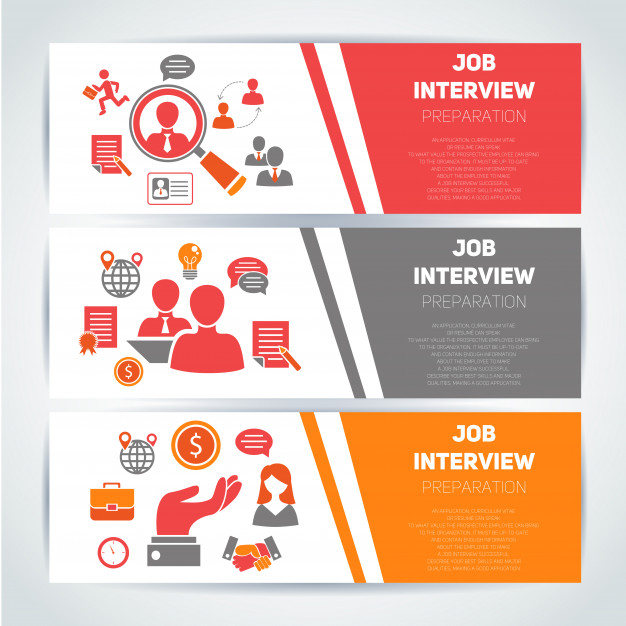 JOB
INTERVIEW
PREPARATION
AN APPLICATION, CURRICULUM VITAE
OR RESUME CAN SPEAK
TO WHAT VALUE THE PROSPECTIVE EMPLOYEE CAN BRING
TO THE ORGANIZATION. IT MUST BE UP-TO-DATE
AND CONTAIN ENGLISH INFORMATION
ABOUT THE EMPLOYEE TO MAKE
A JOB INTERVIEW SUCCESSFUL.
DESCRIBE YOUR BEST SKILLS AND MAJOR
QUALITIES, MAKING A GOOD APPLICATION.
$
JOB
INTERVIEW
PREPARATION
AN APPLICATION, CURRICULUM VITAE
OR RESUME CAN SPEAK
TO WHAT VALUE THE PROSPECTIVE EMPLOYEE CAN BRING
TO THE ORGANIZATION. IT MUST BE UP-TO-DATE
AND CONTAIN ENGLISH INFORMATION
ABOUT THE EMPLOYEE TO MAKE
A JOB INTERVIEW SUCCESSFUL.
DESCRIBE YOUR BEST SKILLS AND MAJOR
QUALITIES, MAKING A GOOD APPLICATION.
$
JOB
INTERVIEW
PREPARATION
AN APPLICATION, CURRICULUM VITAE
OR RESUME CAN SPEAK
TO WHAT VALUE THE PROSPECTIVE EMPLOYEE CAN BRING
TO THE ORGANIZATION. IT MUST BE UP-TO-DATE
AND CONTAIN ENGLISH INFORMATION
ABOUT THE EMPLOYEE TO MAKE
A JOB INTERVIEW SUCCESSFUL.
DESCRIBE YOUR BEST SKILLS AND MAJOR
QUALITIES, MAKING A GOOD APPLICATION.